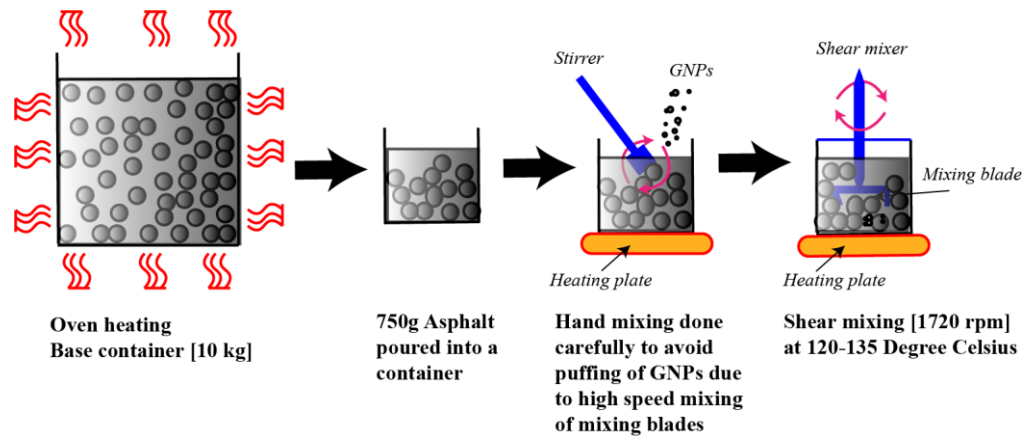 Stirrer
GNPs
Shear mixer
Mixing blade
Heating plate
Heating plate
Oven heating
Base container [10 kg]
750g Asphalt
poured into a
container
Hand mixing done
carefully to avoid
puffing of GNPs due
to high speed mixing
of mixing blades
Shear mixing [1720 rpm]
at 120-135 Degree Celsius